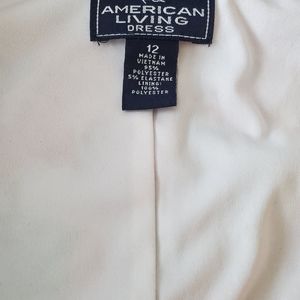 AMERICAN
LIVING
DRESS
12
MADE IN
VIETNAM
95%
POLYESTER
5% ELASTANE
LINING:
100%
POLYESTER